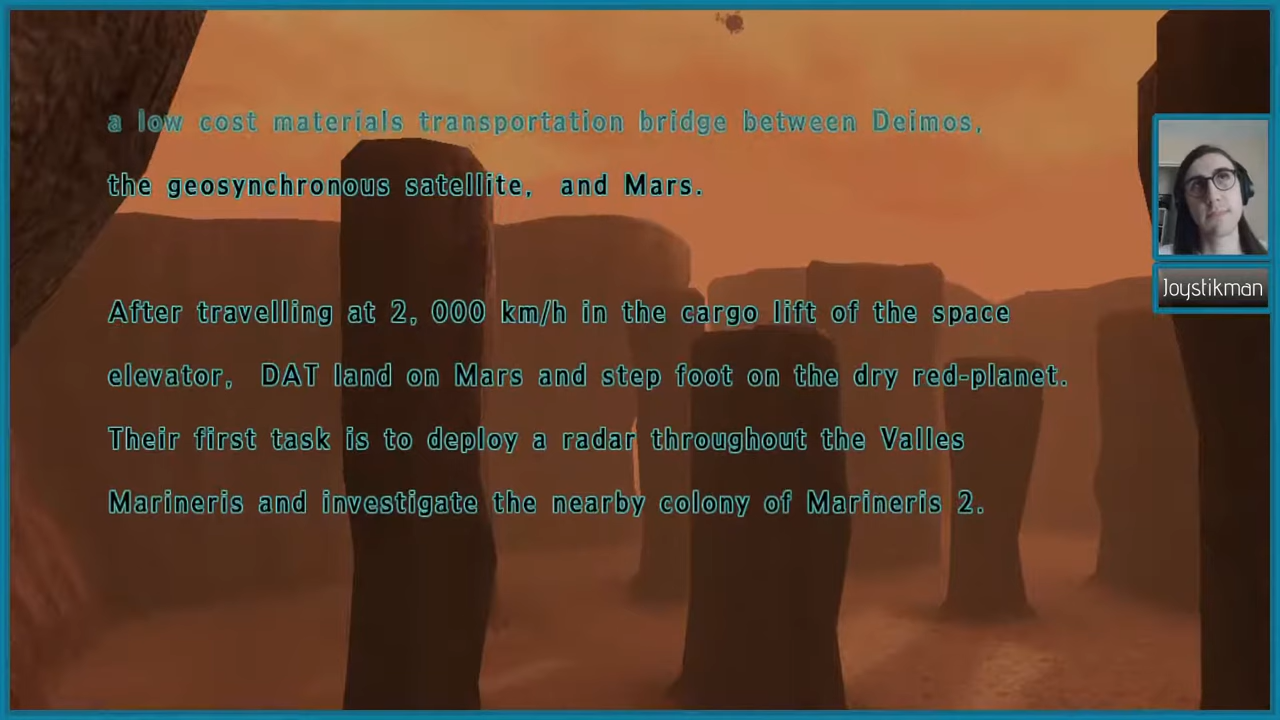 a low cost materials transportation bridge between Deimos,
the geosynchronous satellite, and Mars.
After travelling at 2, 000 km/h in the cargo lift of the space
elevator, DAT land on Mars and step foot on the dry red-planet.
Their first task is to deploy a radar throughout the Valles
Marineris and investigate the nearby colony of Marineris 2.
Joystikman